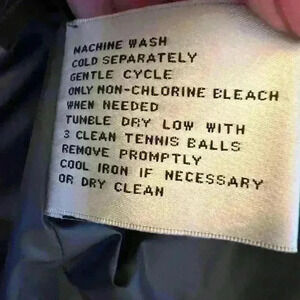 MACHINE WASH
COLD SEPARATELY
GENTLE CYCLE
ONLY NON-CHLORINE BLEACH
WHEN NEEDED
TUMBLE DRY LOW WITH
3 CLEAN TENNIS BALLS
REMOVE PROMPTLY
COOL IRON IF NECESSARY
OR DRY CLEAN